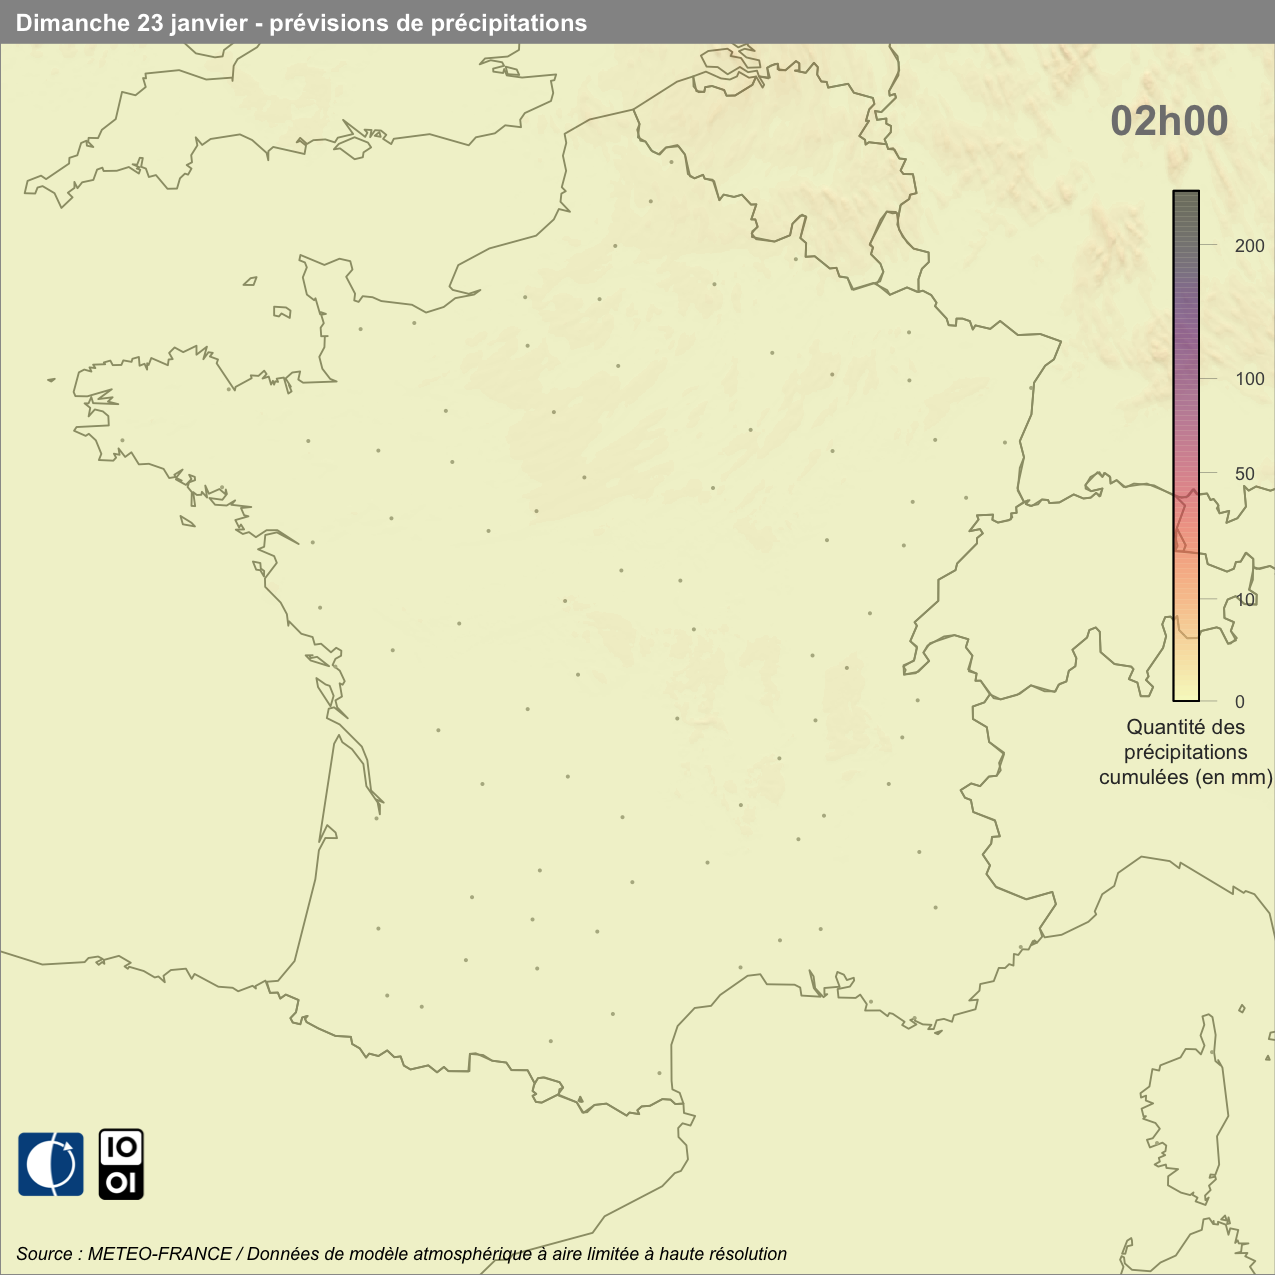 Dimanche 23 janvier - prévisions de précipitations
02h00
200
100
50
10
0
Quantité des
précipitations
cumulées (en mm)
IO
OI
Source : METEO-FRANCE / Données de modèle atmosphérique à aire limitée à haute résolution